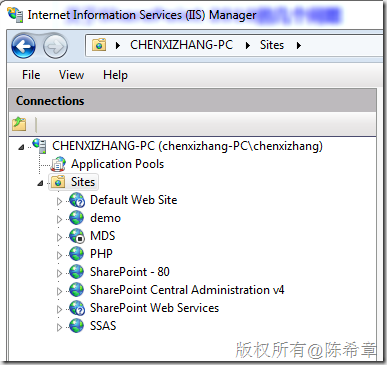 Internet Information Services (IIS) Manager
CHENXIZHANG-PC Sites
File View Help
Connections
CHENXIZHANG-PC (chenxizhang-PC\chenxizhang)
Application Pools
Sites
Default Web Site
demo
MDS
PHP
SharePoint - 80
SharePoint Central Administration v4
SharePoint Web Services
SSAS
版权所有@陈希章